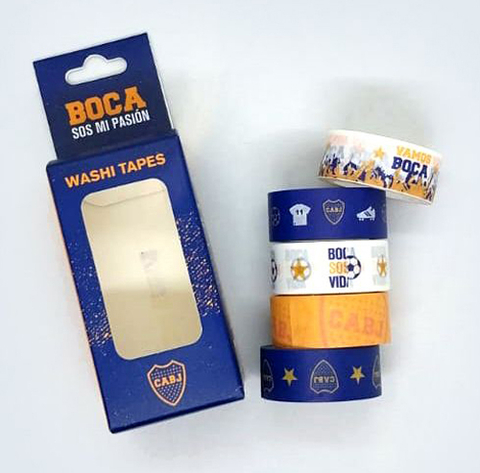 BOCA
SOS MI PASIÓN
WASHI TAPES
CABJ
VAMOS
BOCA
11
CABJ
BOCA
SOS
VIDA
CABJ
CABJ